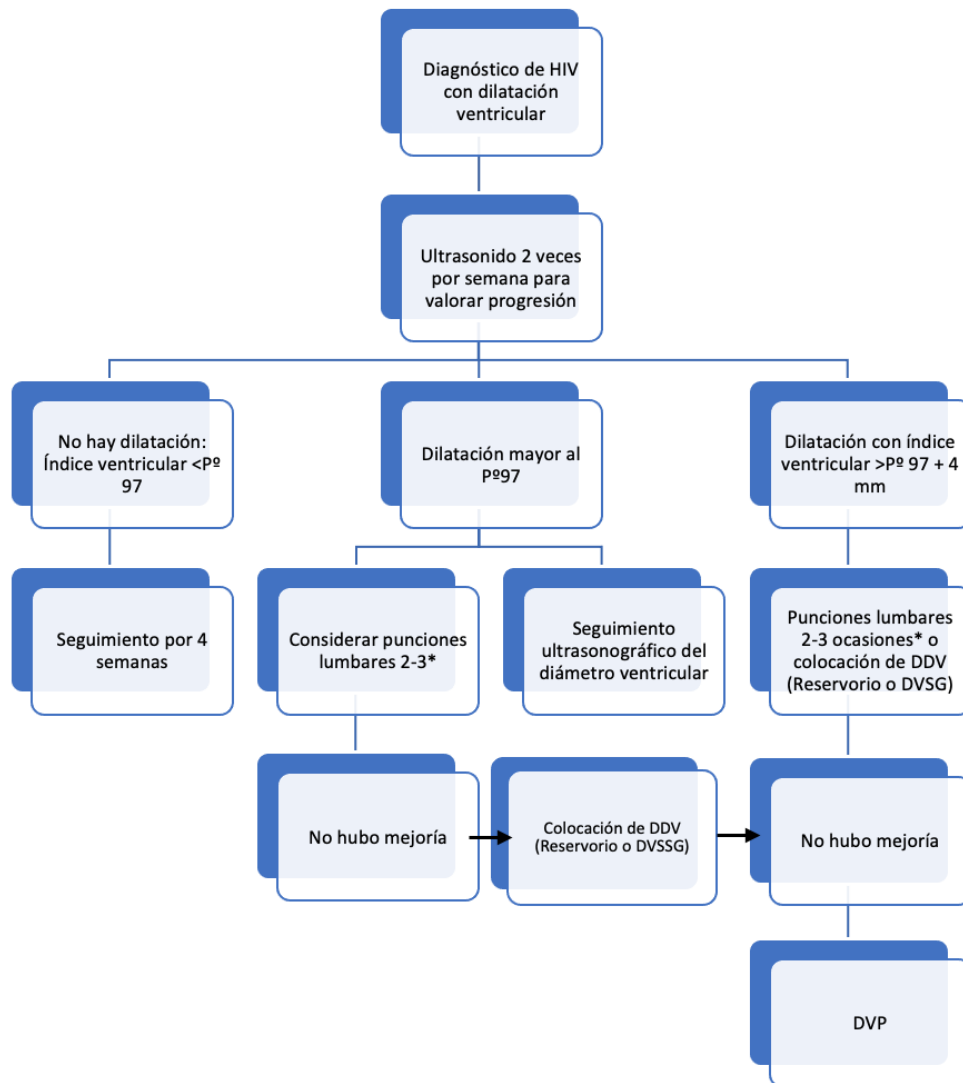 Diagnóstico de HIV
con dilatación
ventricular
Ultrasonido 2 veces
por semana para
valorar progresión
No hay dilatación:
Índice ventricular <Pº
97
Dilatación mayor al
Pº97
Dilatación con índice
ventricular >Pº 97 + 4
mm
Seguimiento por 4
semanas
Considerar punciones
lumbares 2-3*
Seguimiento
ultrasonográfico del
diámetro ventricular
Punciones lumbares
2-3 ocasiones* o
colocación de DDV
(Reservorio o DVSG)
No hubo mejoría
Colocación de DDV
(Reservorio o DVSSG)
No hubo mejoría
DVP